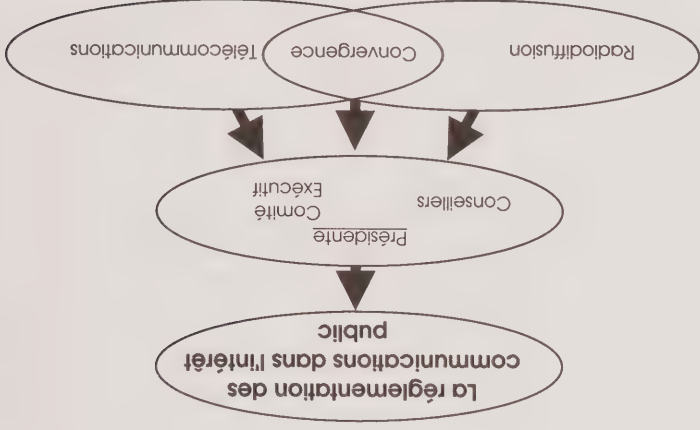 La réglementation des
communications dans l'intérêt
public
Présidente
Conseillers
Comité
Exécutif
Radiodiffusion
Convergence
Télécommunications